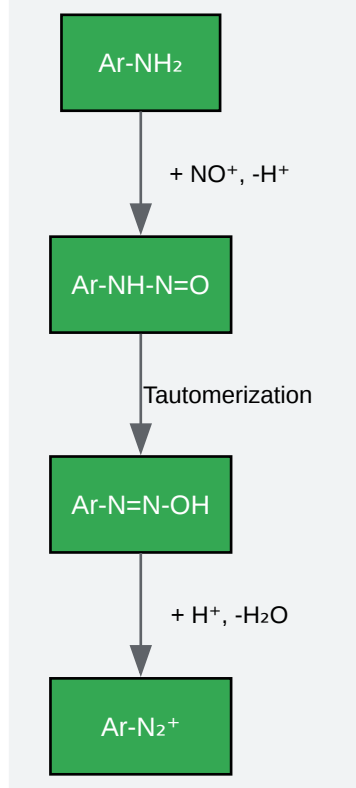 Ar-NH₂
+ NO⁺, -H⁺
Ar-NH-N=O
Tautomerization
Ar-N=N-OH
+ H⁺, -H₂O
Ar-N₂⁺